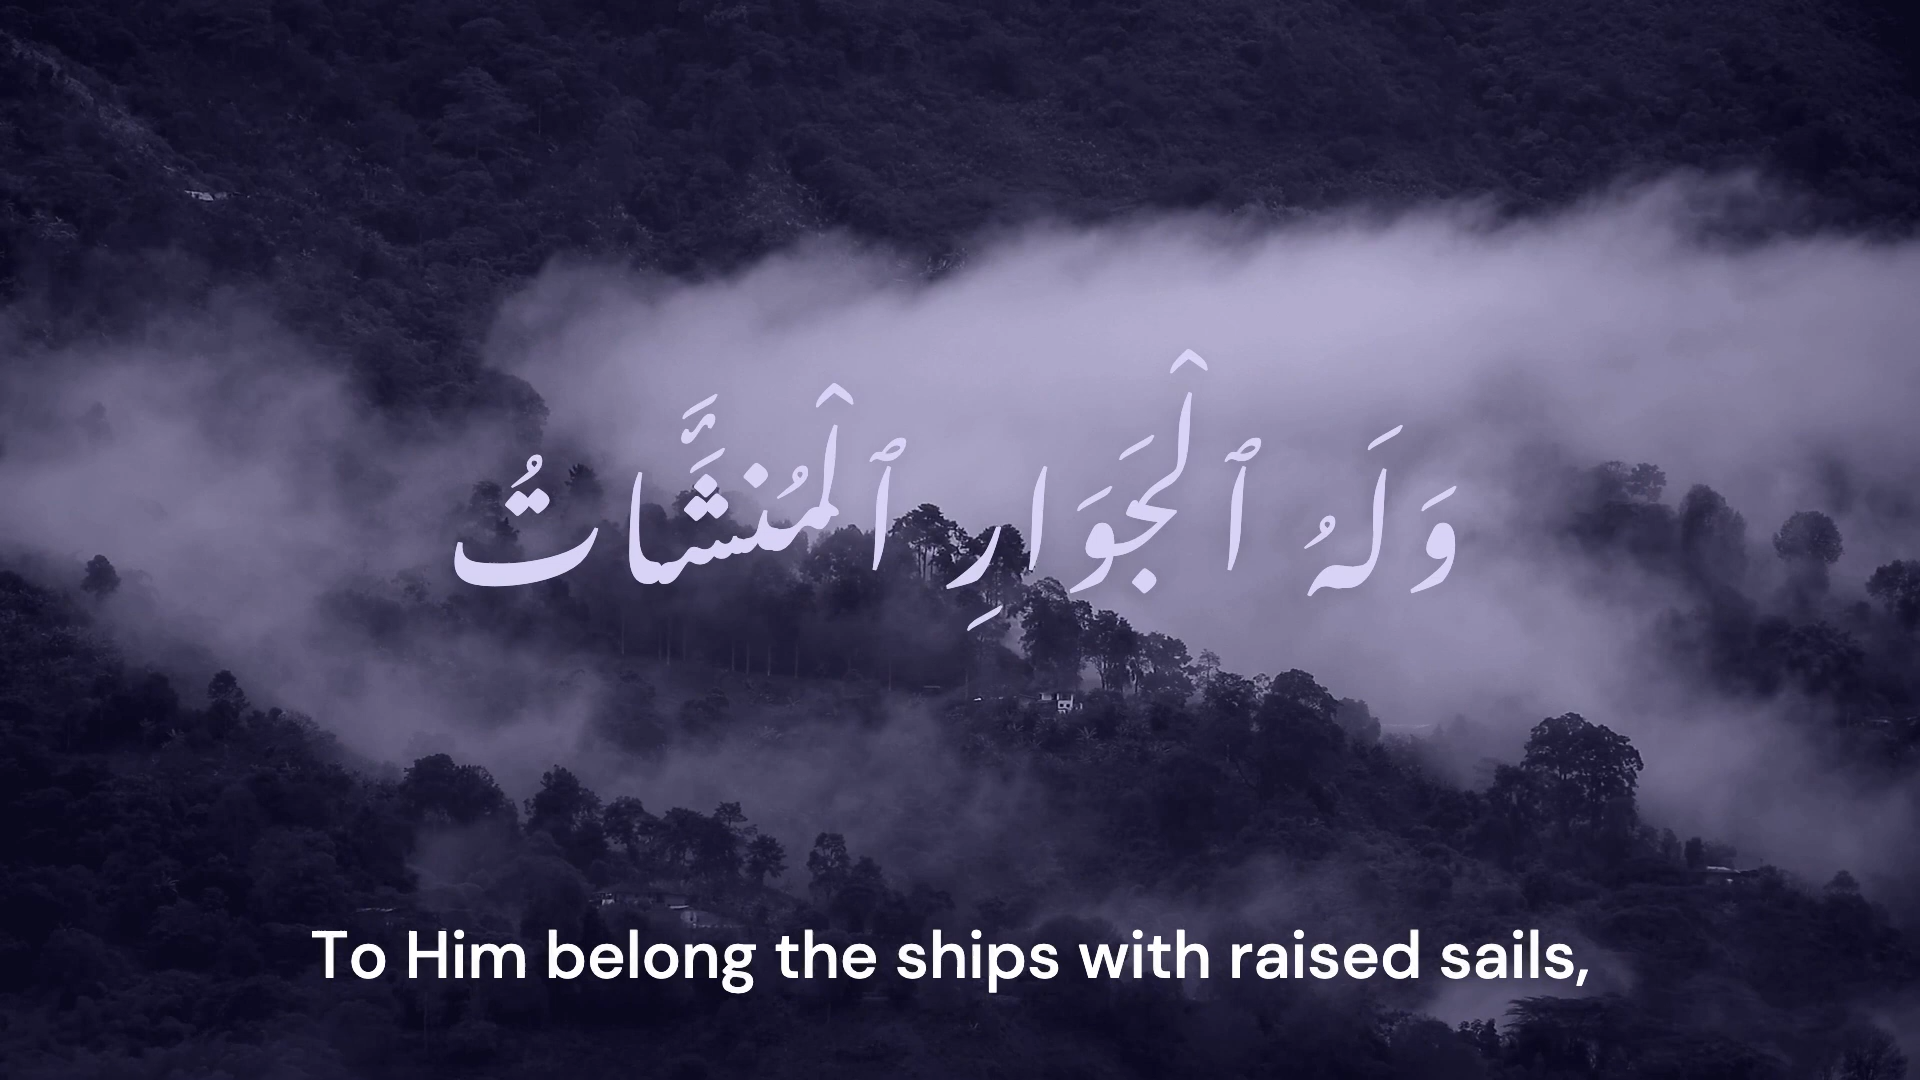 وَلَهُ ٱلْجَوَارِ ٱلْمُنشَـَٔاتُ
To Him belong the ships with raised sails,